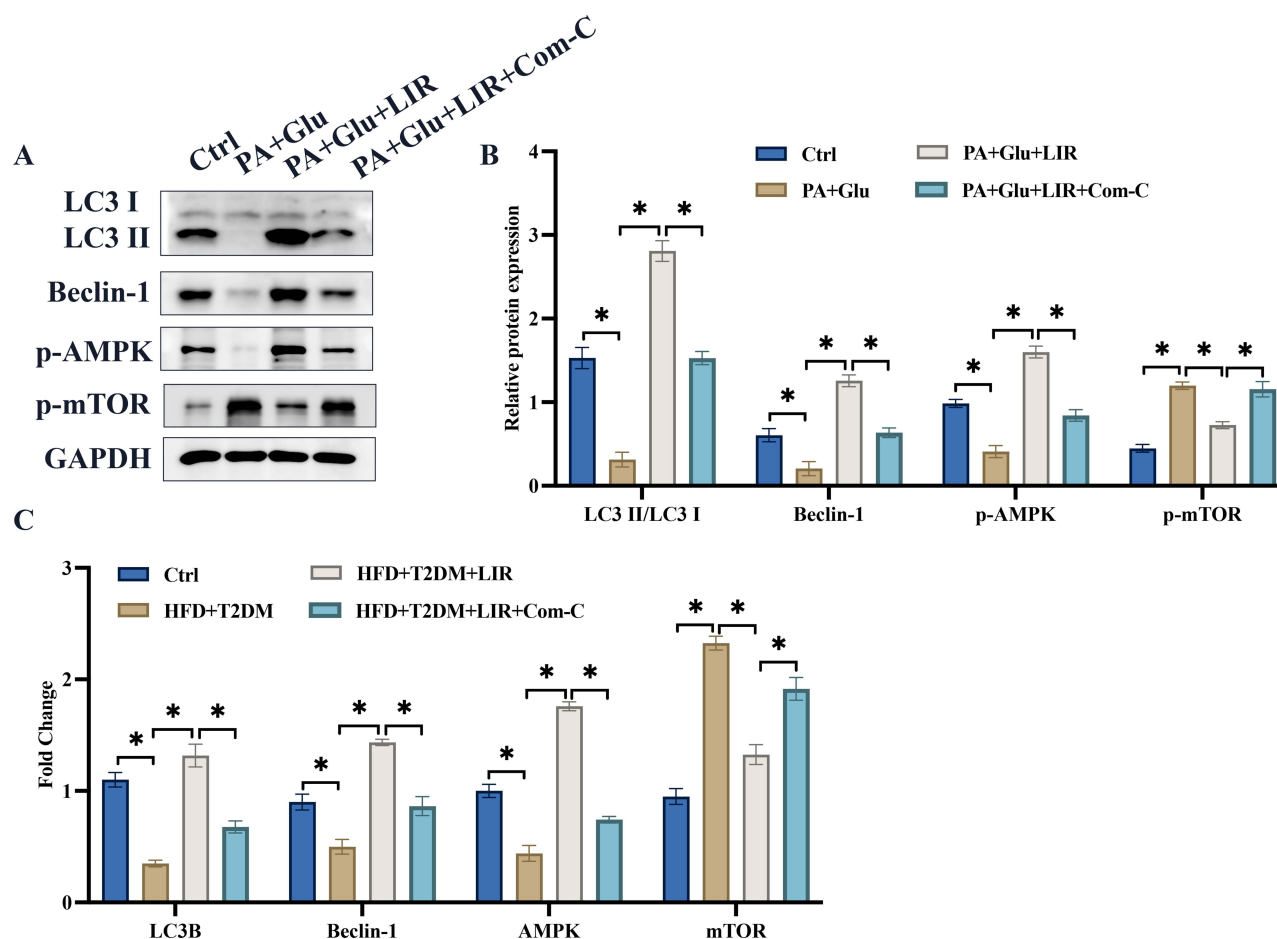 Ctrl
PA+Glu
PA+Glu+LIR
PA+Glu+LIR+Com-C
A
LC3 I
LC3 II
Beclin-1
p-AMPK
p-mTOR
GAPDH
B
Ctrl
PA+Glu+LIR
PA+Glu
PA+Glu+LIR+Com-C
Relative protein expression
4
3
2
1
0
* * *
* * *
* * *
* * *
LC3 II/LC3 I
Beclin-1
p-AMPK
p-mTOR
C
Ctrl
HFD+T2DM+LIR
HFD+T2DM
HFD+T2DM+LIR+Com-C
Fold Change
3
2
1
0
* * *
* * *
* * *
* * *
LC3B
Beclin-1
AMPK
mTOR